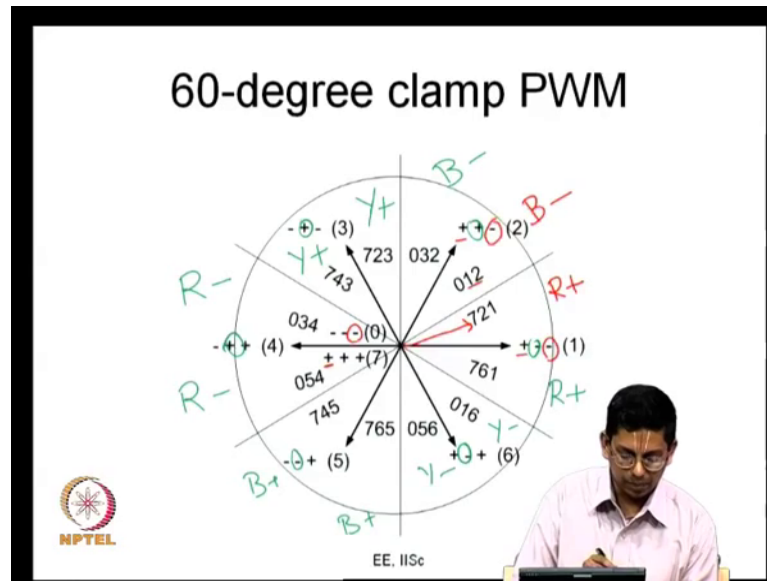 60-degree clamp PWM
B -
Y+
B -
- + - (3)
+ + - (2)
Y+
723
032
R -
743
012
R+
034
- - - (0)
721
- + + (4)
+ - - (1)
+ + + (7)
R -
054
761
R+
745
016
765
056
Y -
- - + (5)
Y -
+ - + (6)
B+
B+
NPTEL
EE, IISc